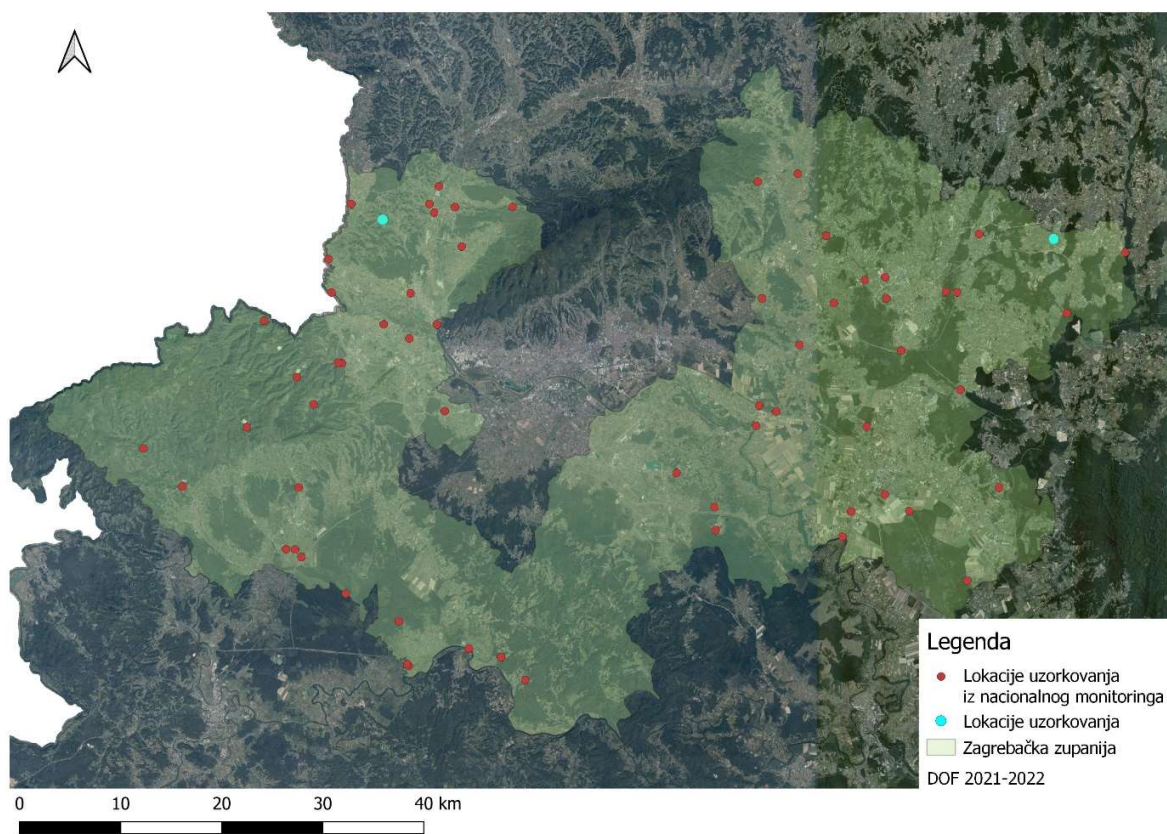 Legenda
Lokacije uzorkovanja
iz nacionalnog monitoringa
Lokacije uzorkovanja
Zagrebačka zupanija
DOF 2021-2022
0 10 20 30 40 km